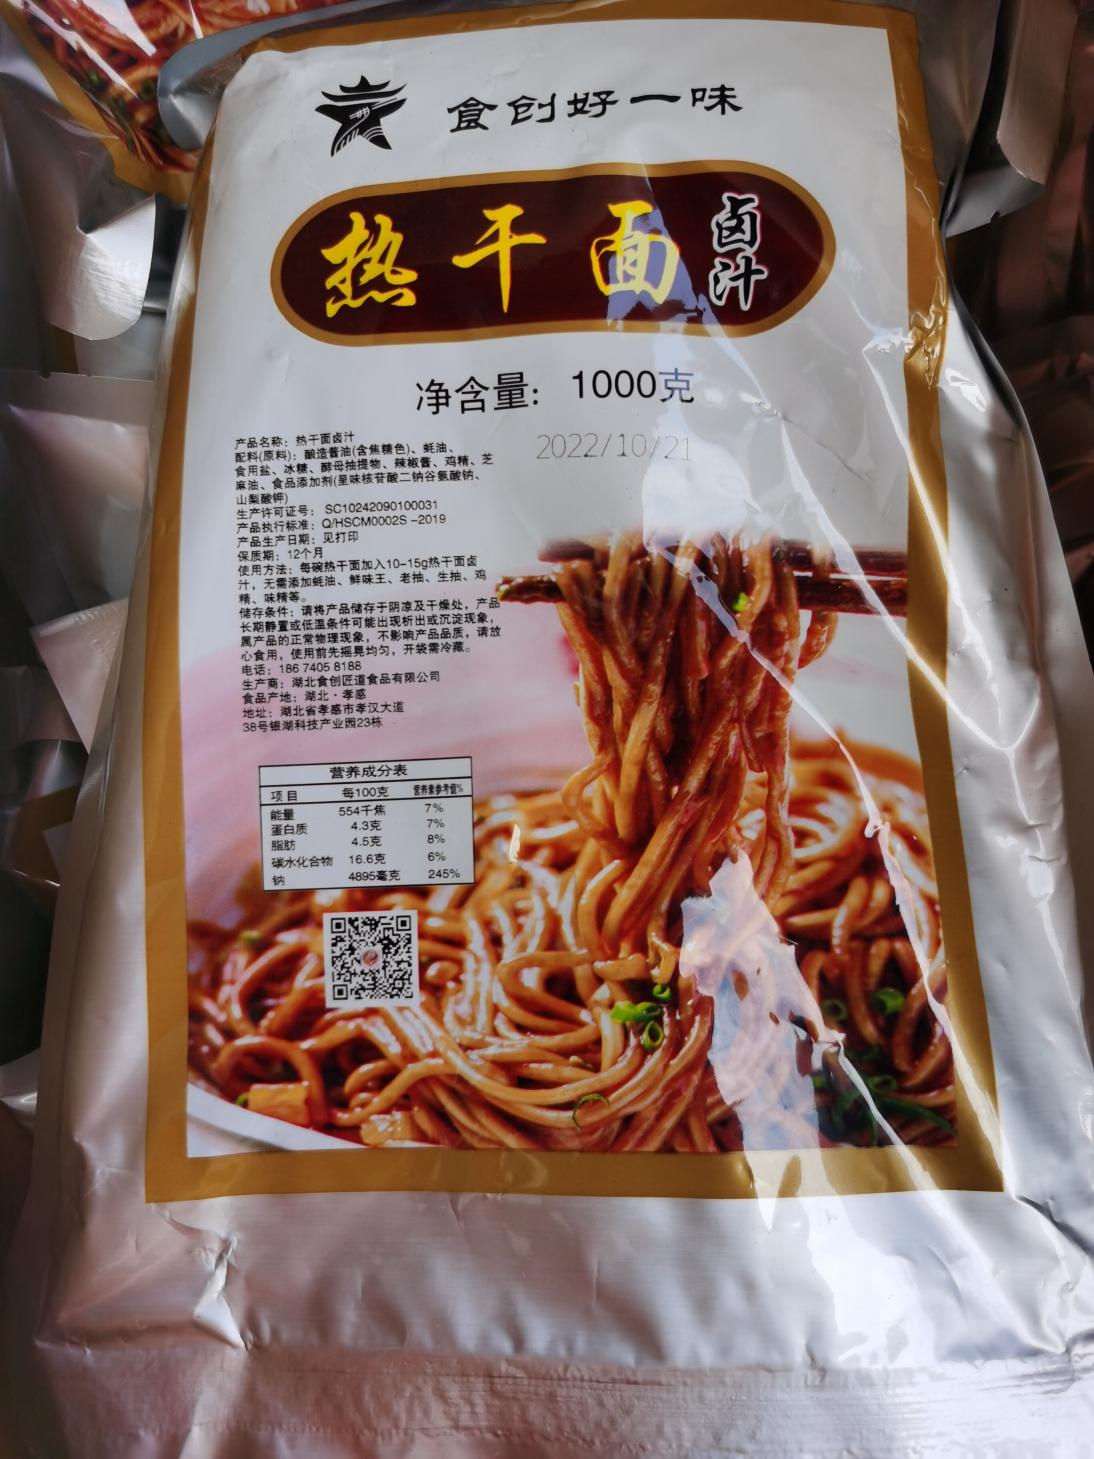 食创好一味
热干面
卤汁
净含量：1000克
2022/10/21
产品名称：热干面卤汁
配料(原料)：酿造酱油(含焦糖色)、蚝油、
食用盐、冰糖、酵母抽提物、辣椒酱、鸡精、芝
麻油、食品添加剂(呈味核苷酸二钠谷氨酸钠、
山梨酸钾)
生产许可证号：SC10242090100031
产品执行标准：Q/HSCM0002S -2019
产品生产日期：见打印
保质期：12个月
使用方法：每碗热干面加入10-15g热干面卤
汁，无需添加蚝油、鲜味王、老抽、生抽、鸡
精、味精等。
储存条件：请将产品储存于阴凉及干燥处，产品
长期静置或低温条件可能出现析出或沉淀现象，
属产品的正常物理现象，不影响产品品质，请放
心食用，使用前先摇晃均匀，开袋需冷藏。
电话：186 7405 8188
生产商：湖北食创匠道食品有限公司
食品产地：湖北·孝感
地址：湖北省孝感市孝汉大道
38号银湖科技产业园23栋
营养成分表
项目 每100克 营养素参考值%
能量 554千焦 7%
蛋白质 4.3克 7%
脂肪 4.5克 8%
碳水化合物 16.6克 6%
钠 4895毫克 245%